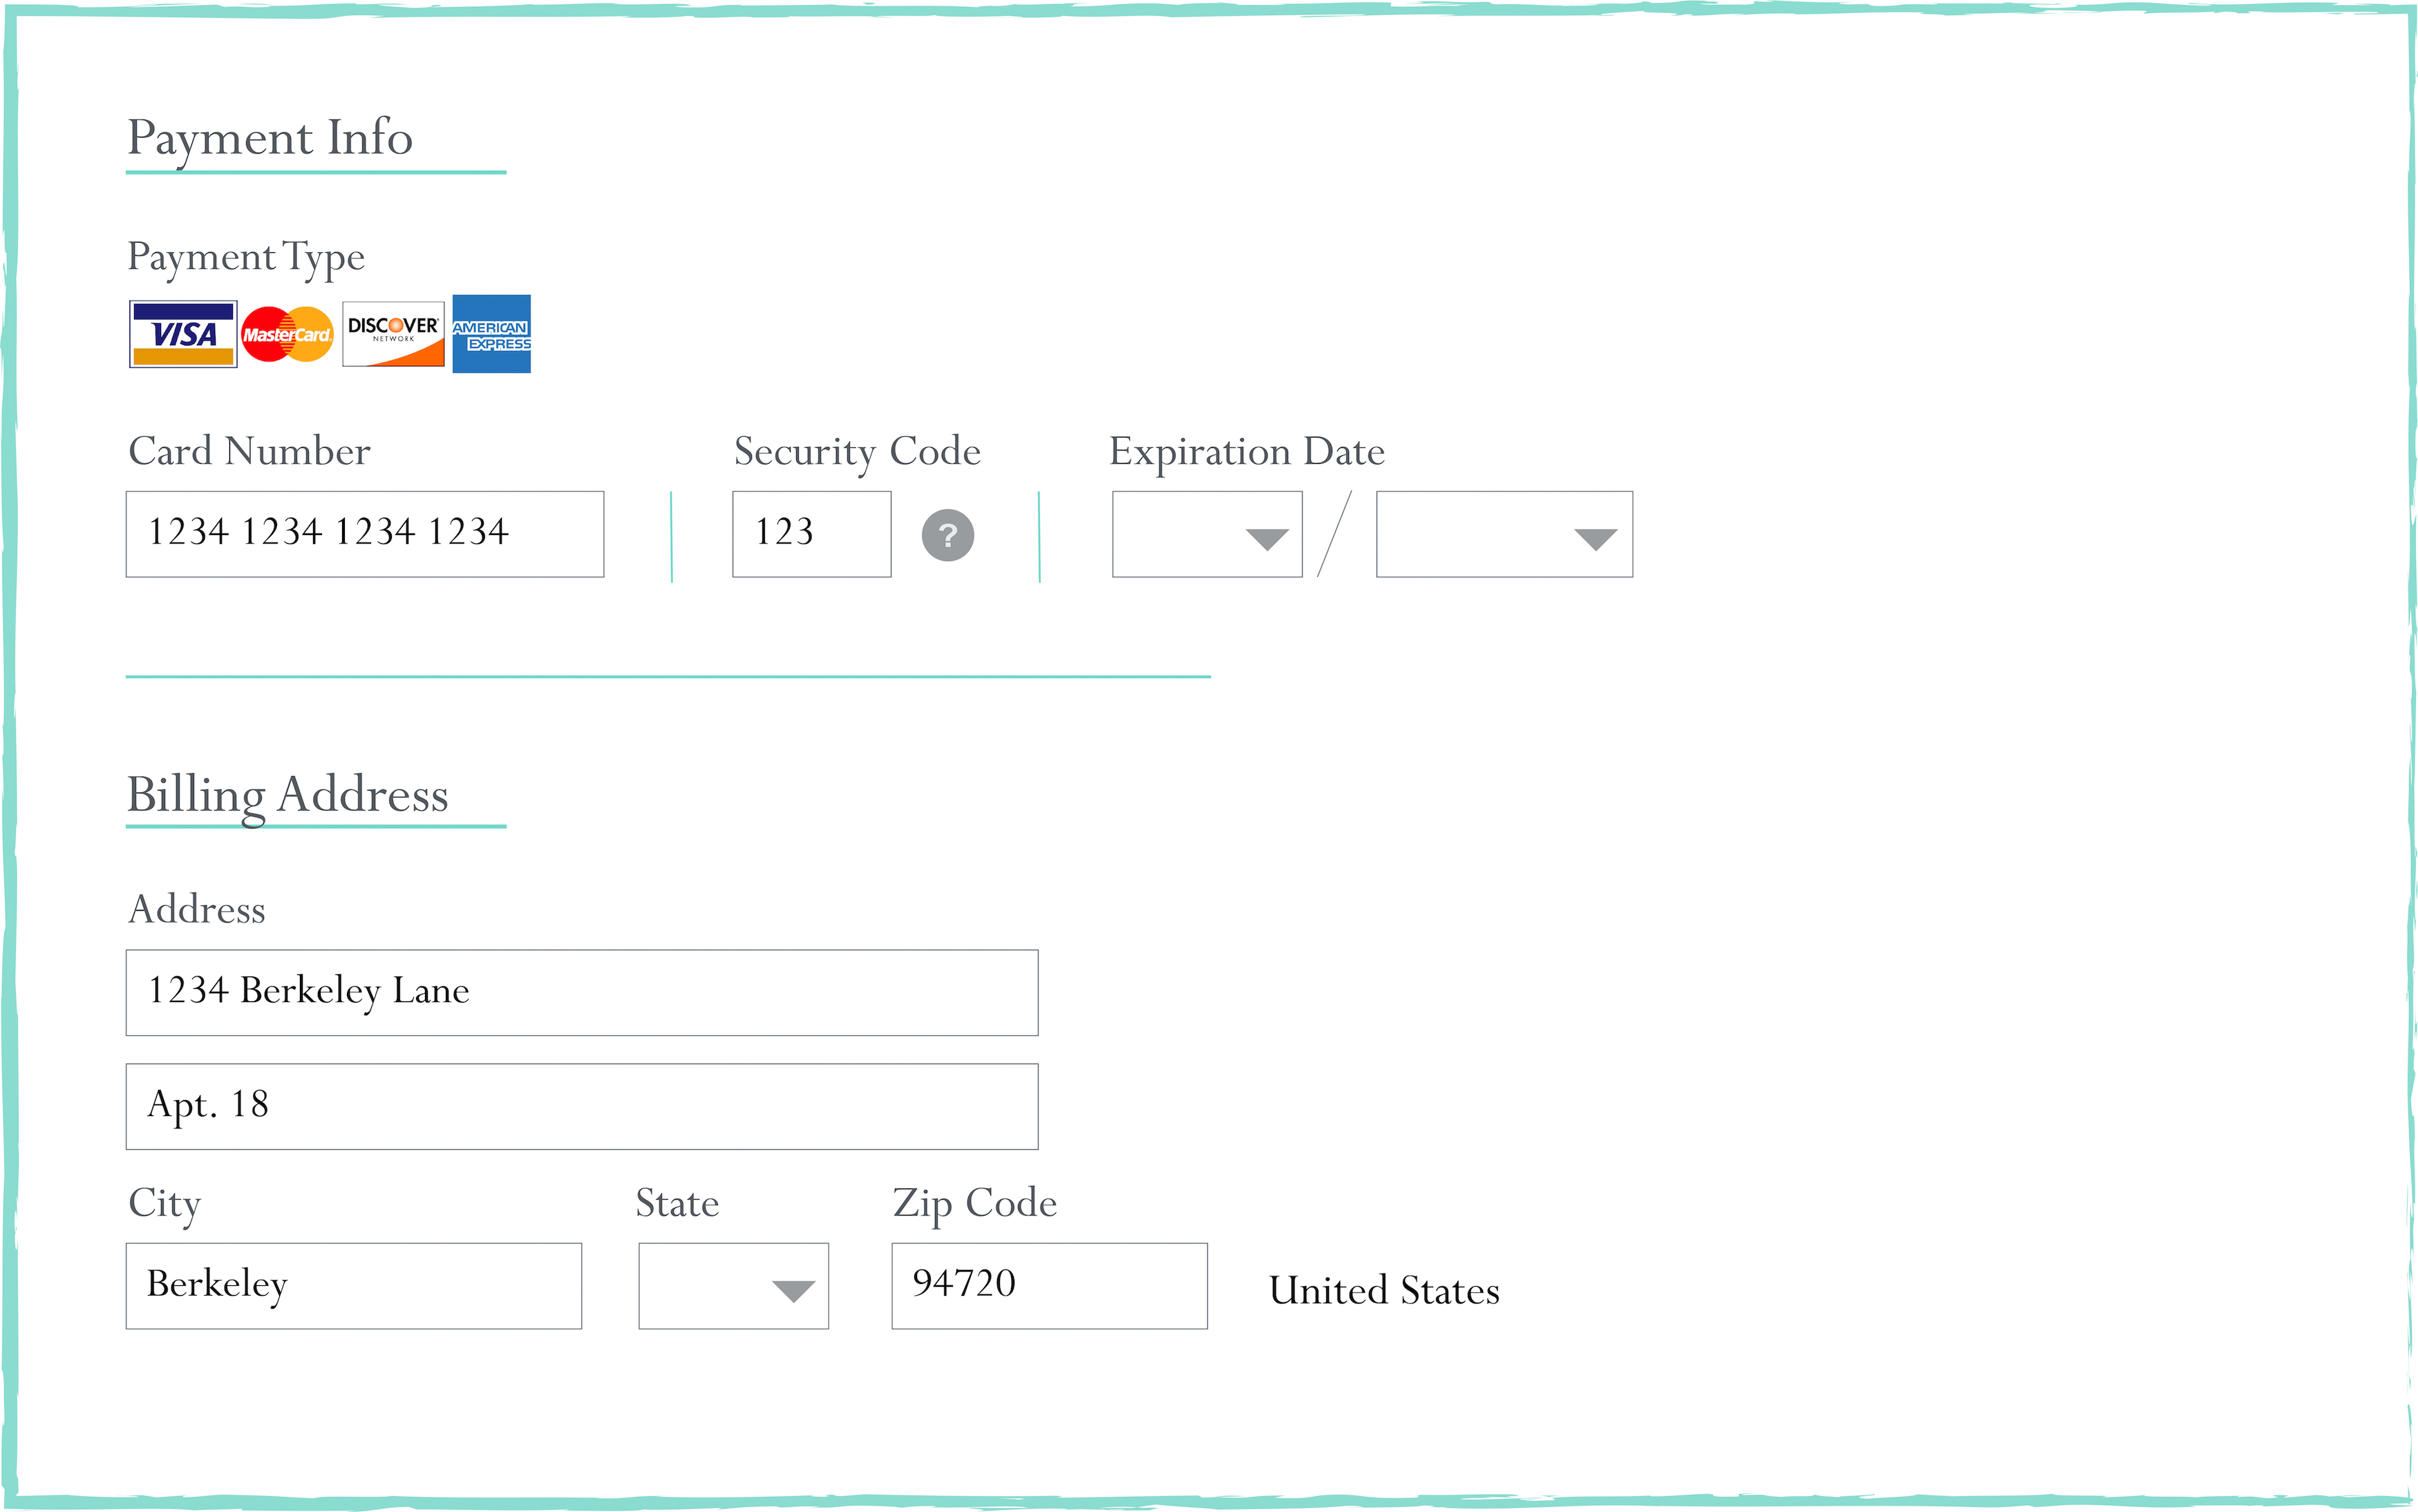 Payment Info
Payment Type
VISA MasterCard DISCOVER NETWORK AMERICAN EXPRESS
Card Number Security Code Expiration Date
1234 1234 1234 1234 123 ? /
Billing Address
Address
1234 Berkeley Lane
Apt. 18
City State Zip Code
Berkeley 94720 United States